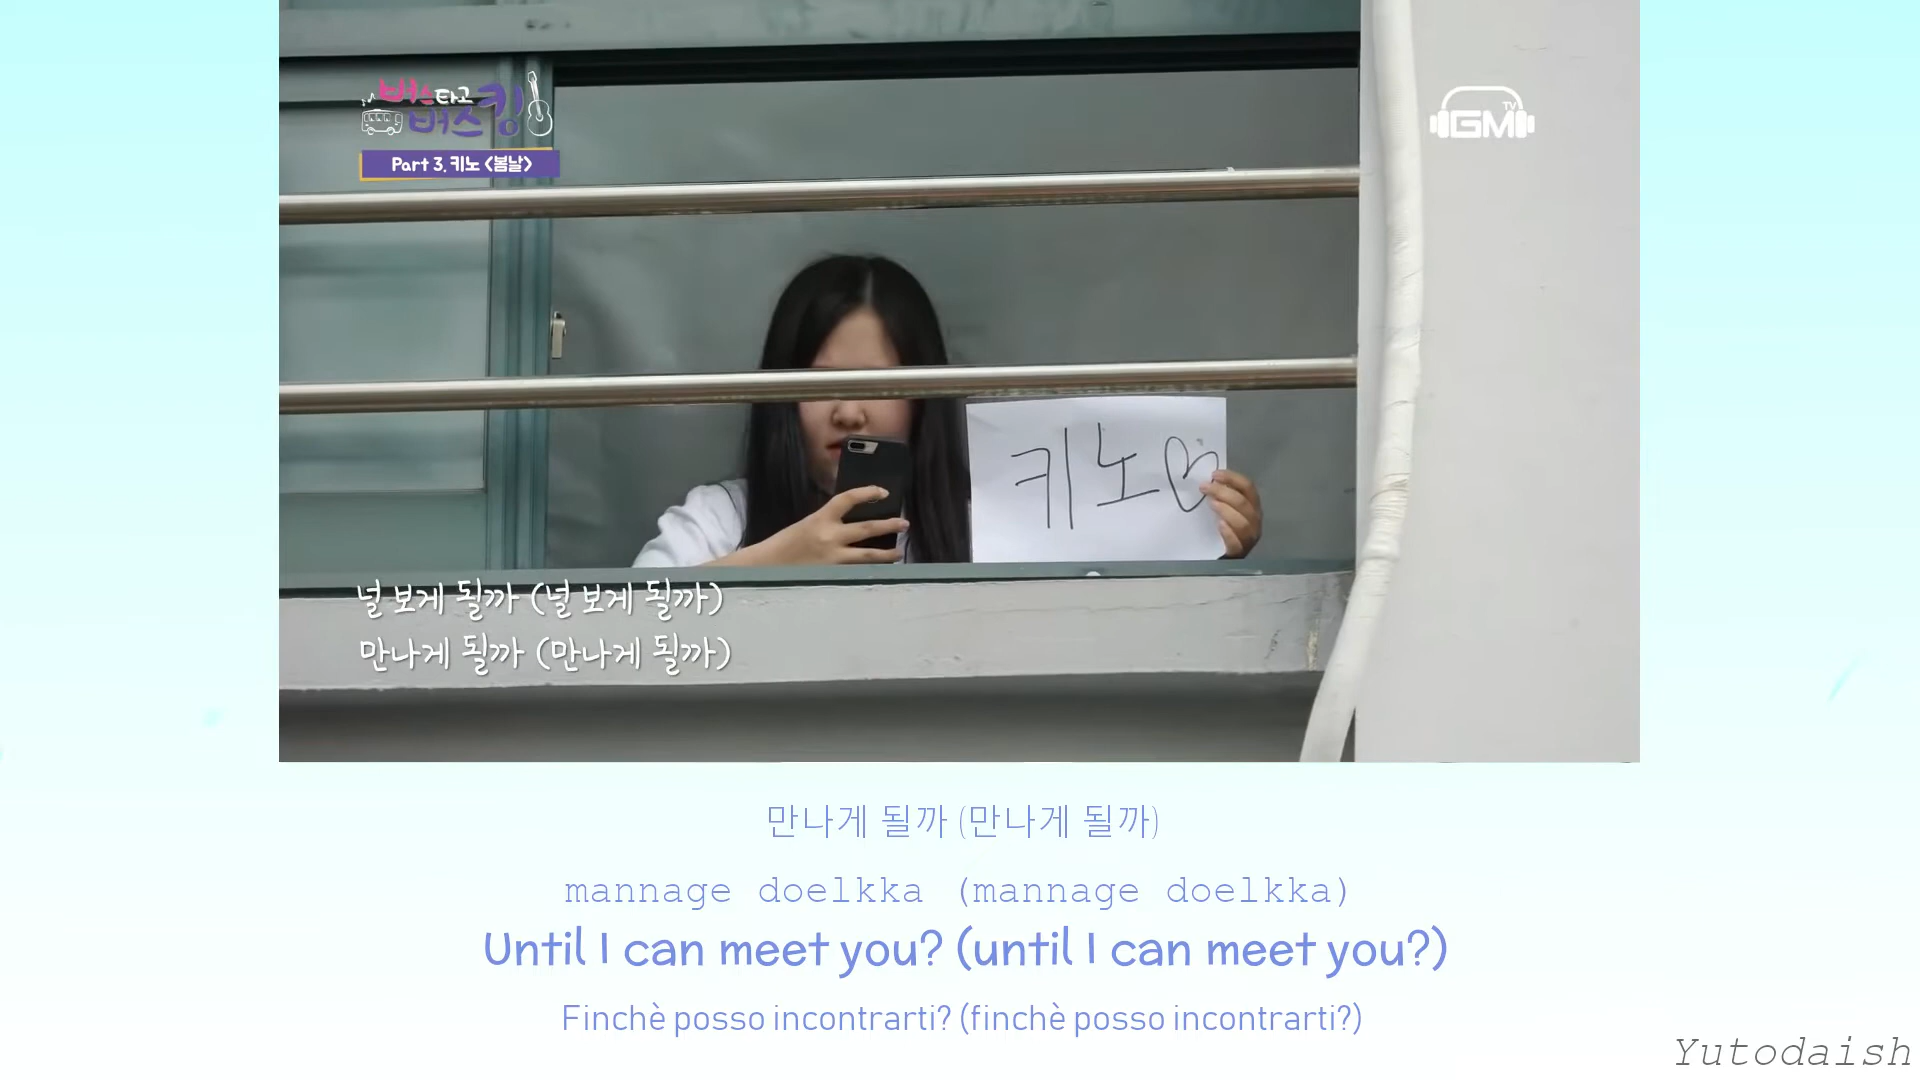 버스타고
버스킹
Part 3. 키노 <봄날>
TV
GM
키노♡
널 보게 될까 (널 보게 될까)
만나게 될까 (만나게 될까)
만나게 될까 (만나게 될까)
mannage doelkka (mannage doelkka)
Until I can meet you? (until I can meet you?)
Finchè posso incontrarti? (finchè posso incontrarti?)
Yutodaish